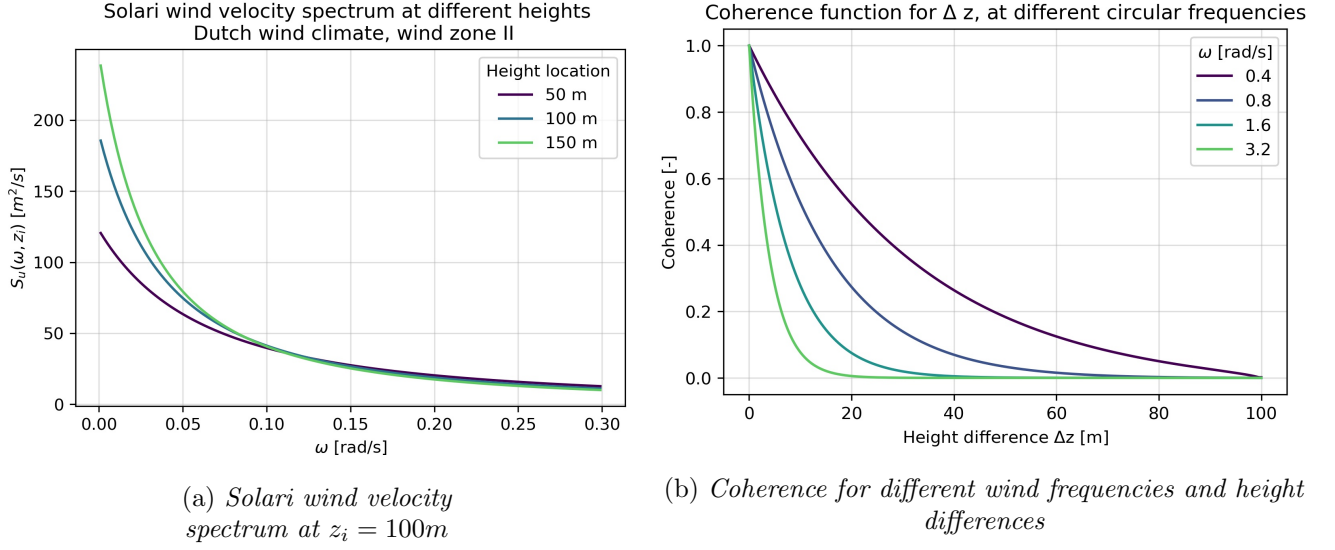 Solari wind velocity spectrum at different heights
Dutch wind climate, wind zone II
Height location
50 m
100 m
150 m
200
150
100
50
0
S_u(ω, z_i) [m²/s]
0.00 0.05 0.10 0.15 0.20 0.25 0.30
ω [rad/s]
(a) Solari wind velocity
spectrum at z_i = 100m
Coherence function for Δ z, at different circular frequencies
ω [rad/s]
0.4
0.8
1.6
3.2
1.0
0.8
0.6
0.4
0.2
0.0
Coherence [-]
0 20 40 60 80 100
Height difference Δz [m]
(b) Coherence for different wind frequencies and height
differences